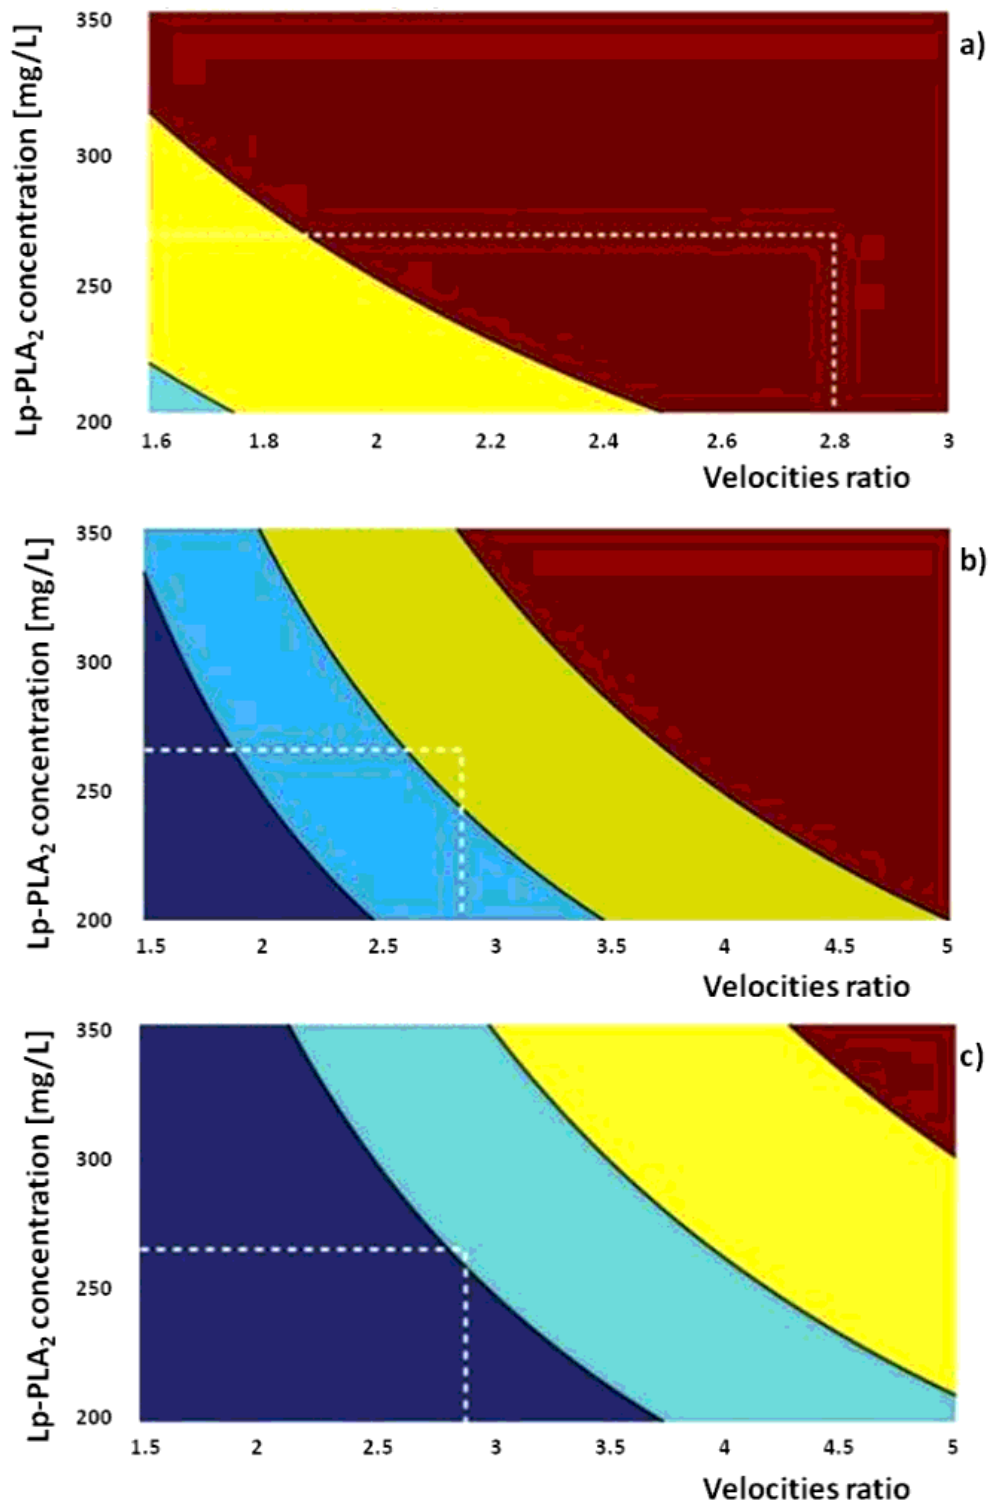 Lp-PLA2 concentration [mg/L]
350
300
250
200
a)
1.6 1.8 2 2.2 2.4 2.6 2.8 3
Velocities ratio
Lp-PLA2 concentration [mg/L]
350
300
250
200
b)
1.5 2 2.5 3 3.5 4 4.5 5
Velocities ratio
Lp-PLA2 concentration [mg/L]
350
300
250
200
c)
1.5 2 2.5 3 3.5 4 4.5 5
Velocities ratio